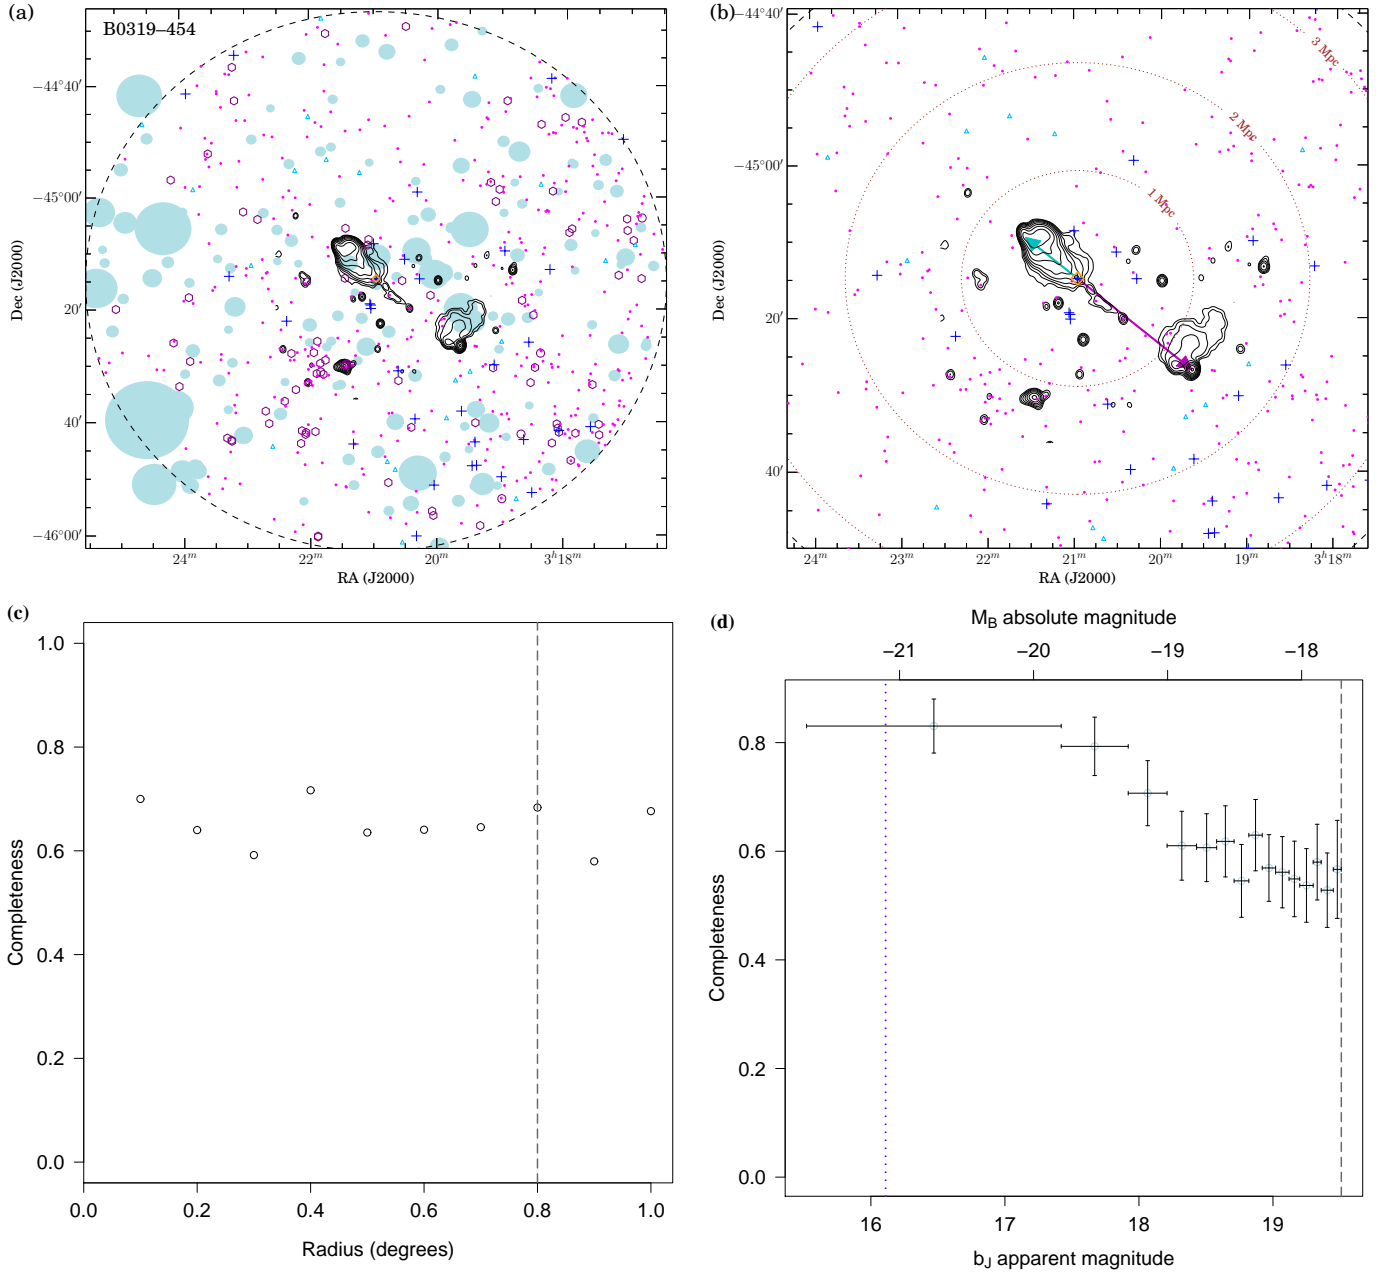 (a)
B0319–454
−44°40′
−45°00′
20′
40′
−46°00′
Dec (J2000)
24ᵐ
22ᵐ
20ᵐ
3ʰ18ᵐ
RA (J2000)
(b)
−44°40′
−45°00′
20′
40′
Dec (J2000)
1 Mpc
2 Mpc
3 Mpc
24ᵐ
23ᵐ
22ᵐ
21ᵐ
20ᵐ
19ᵐ
3ʰ18ᵐ
RA (J2000)
(c)
1.0
0.8
0.6
0.4
0.2
0.0
Completeness
0.0
0.2
0.4
0.6
0.8
1.0
Radius (degrees)
(d)
M_B absolute magnitude
−21
−20
−19
−18
0.8
0.6
0.4
0.2
0.0
Completeness
16
17
18
19
b_J apparent magnitude